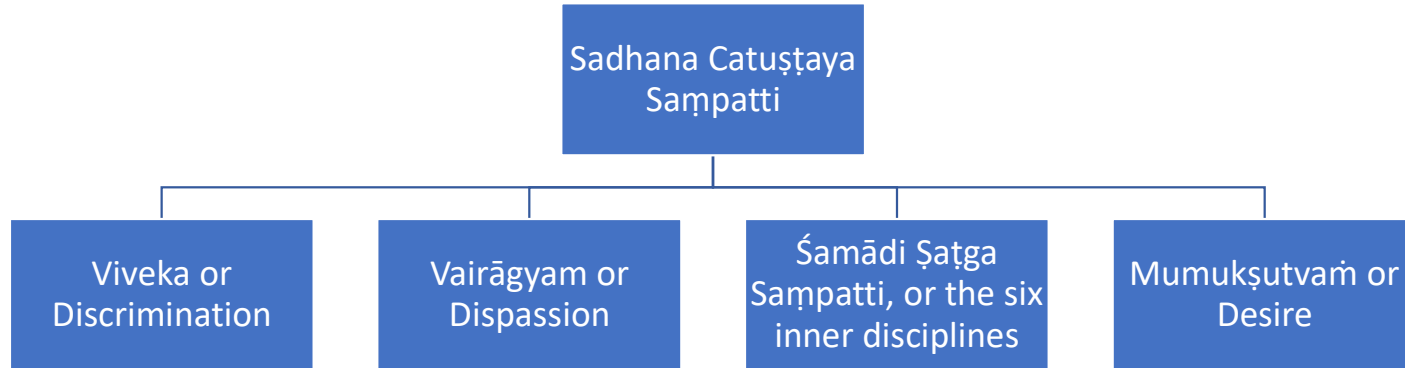 Sadhana Catuṣṭaya
Saṃpatti
Viveka or
Discrimination
Vairāgyam or
Dispassion
Śamādi Ṣaṭga
Saṃpatti, or the six
inner disciplines
Mumukṣutvaṁ or
Desire